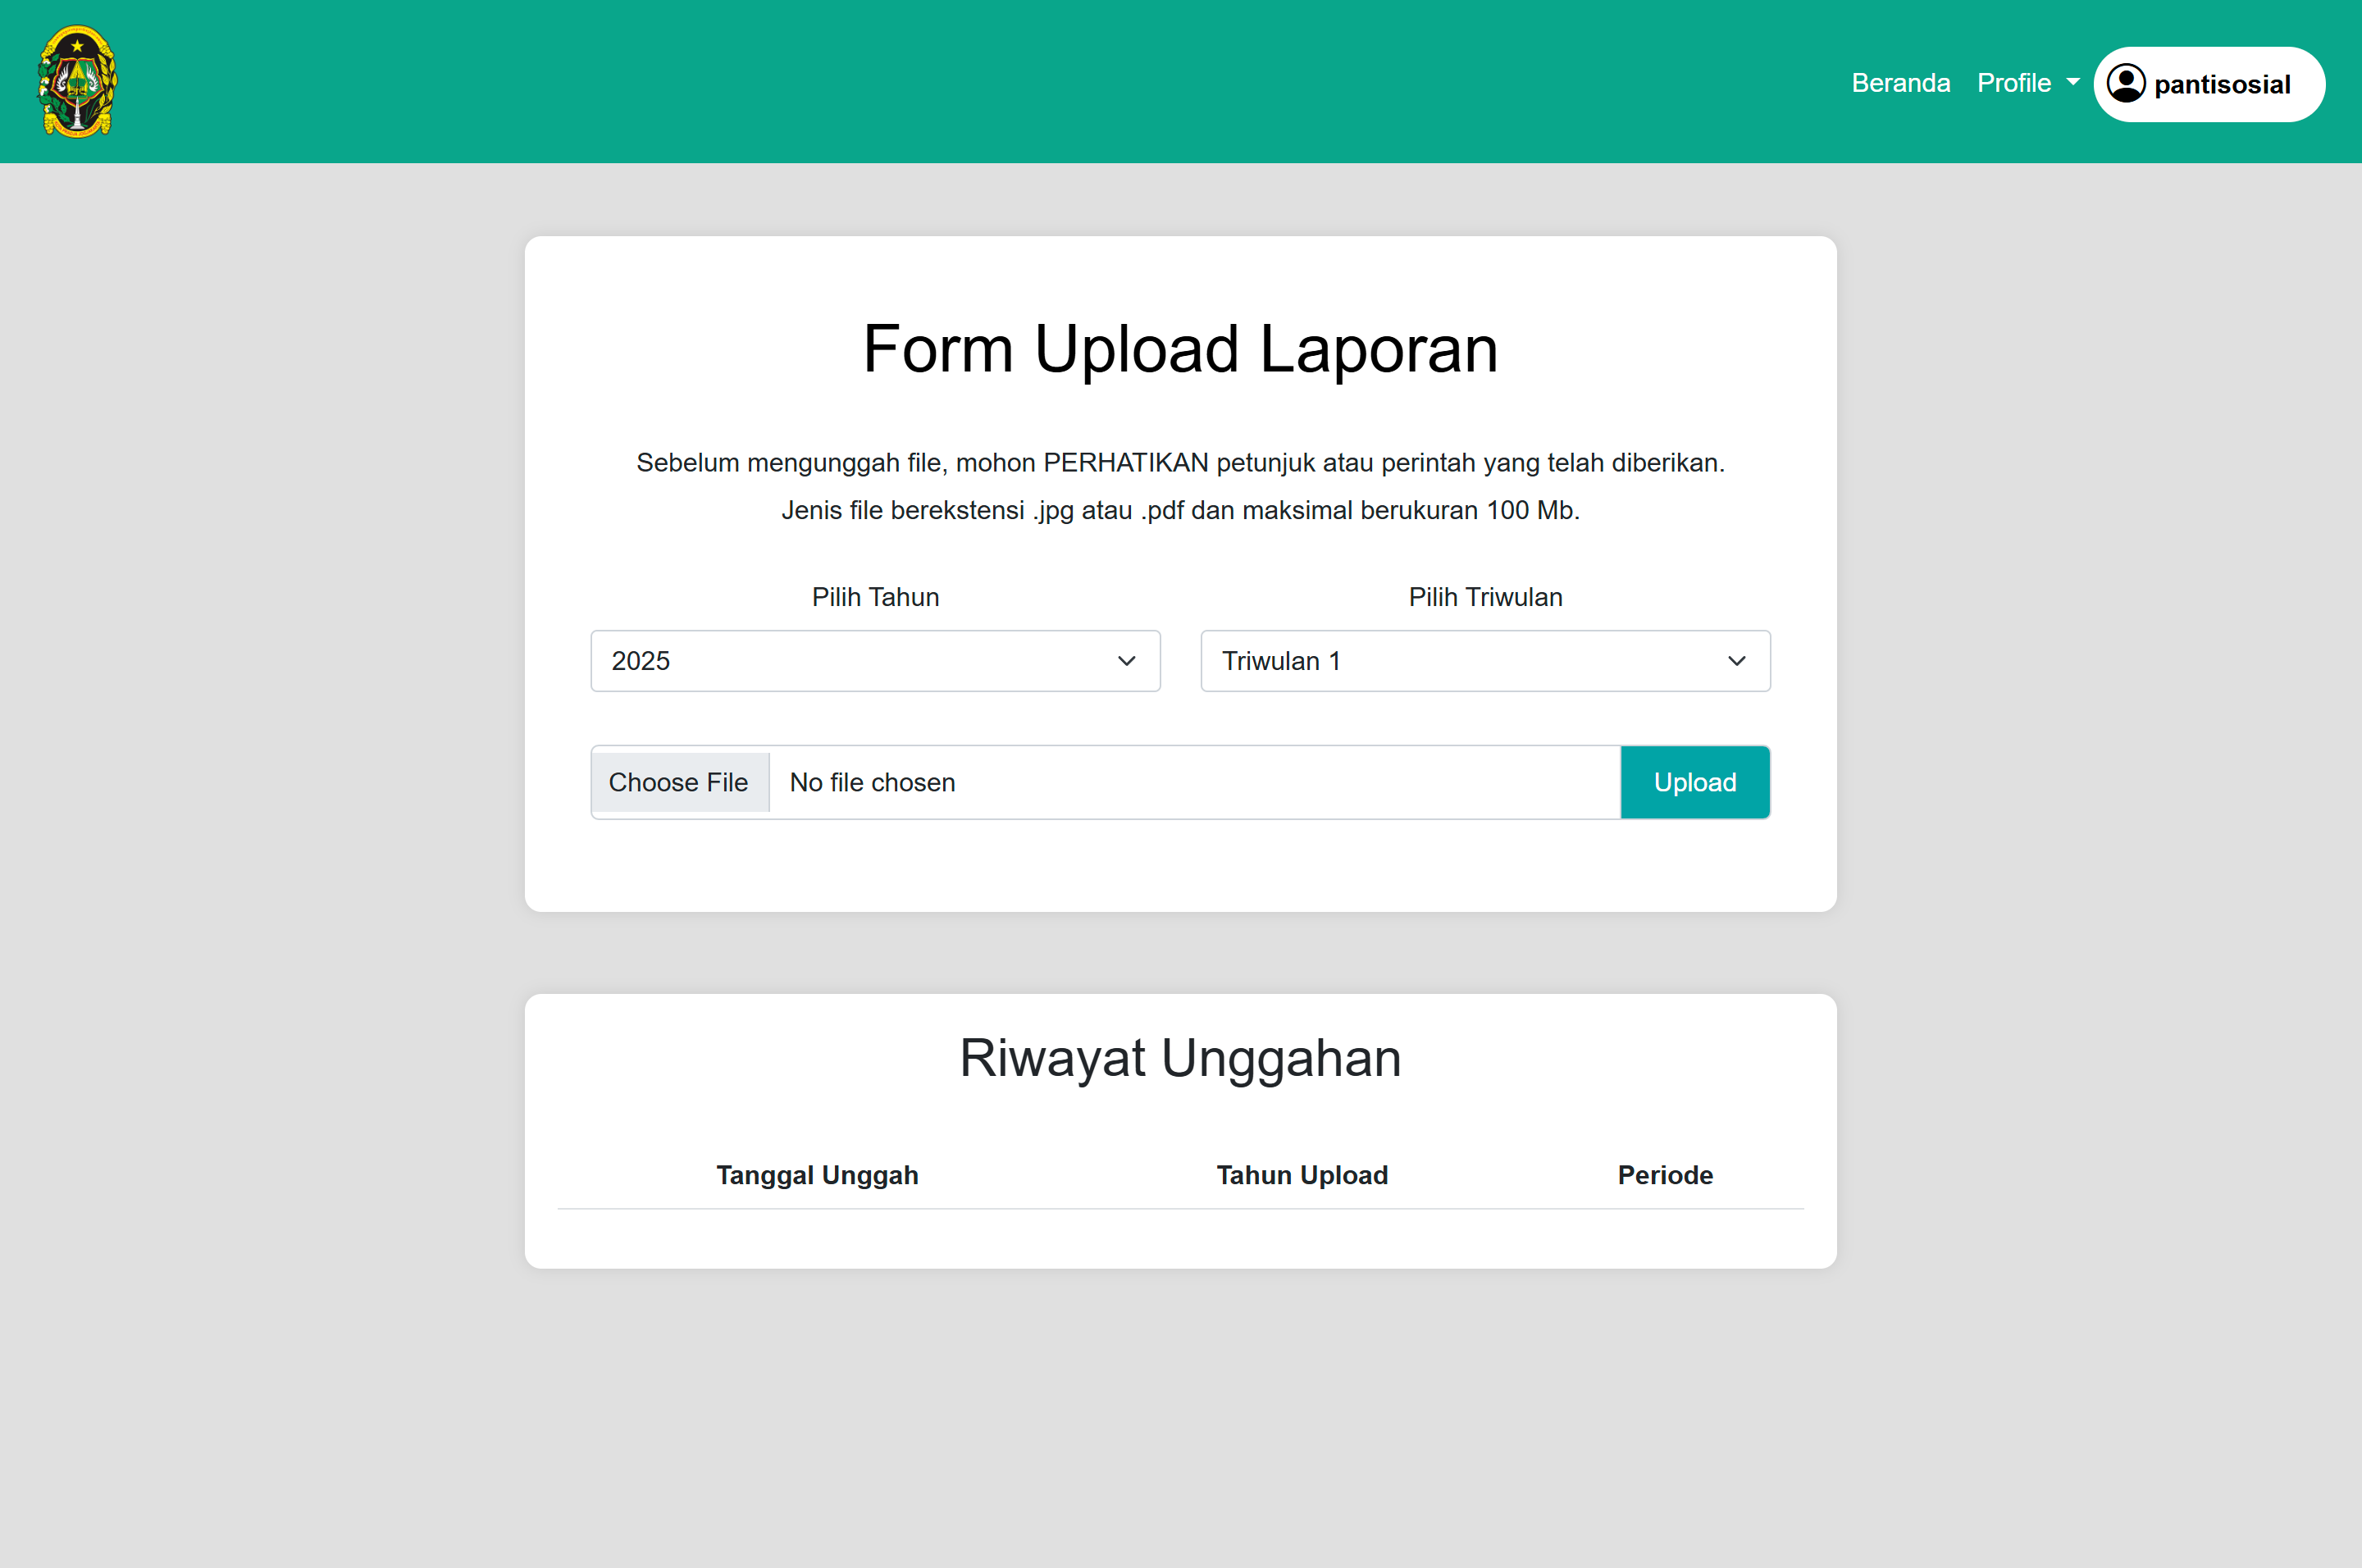 Beranda
Profile
pantisosial
Form Upload Laporan
Sebelum mengunggah file, mohon PERHATIKAN petunjuk atau perintah yang telah diberikan.
Jenis file berekstensi .jpg atau .pdf dan maksimal berukuran 100 Mb.
Pilih Tahun
Pilih Triwulan
2025
Triwulan 1
Choose File
No file chosen
Upload
Riwayat Unggahan
Tanggal Unggah
Tahun Upload
Periode